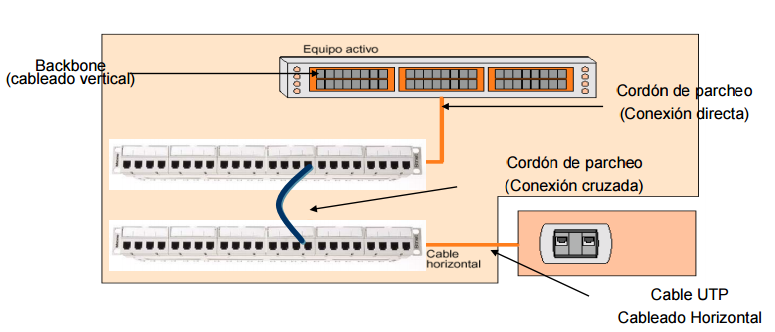 Equipo activo
Backbone
(cableado vertical)
Cordón de parcheo
(Conexión directa)
Cordón de parcheo
(Conexión cruzada)
Cable
horizontal
Cable UTP
Cableado Horizontal